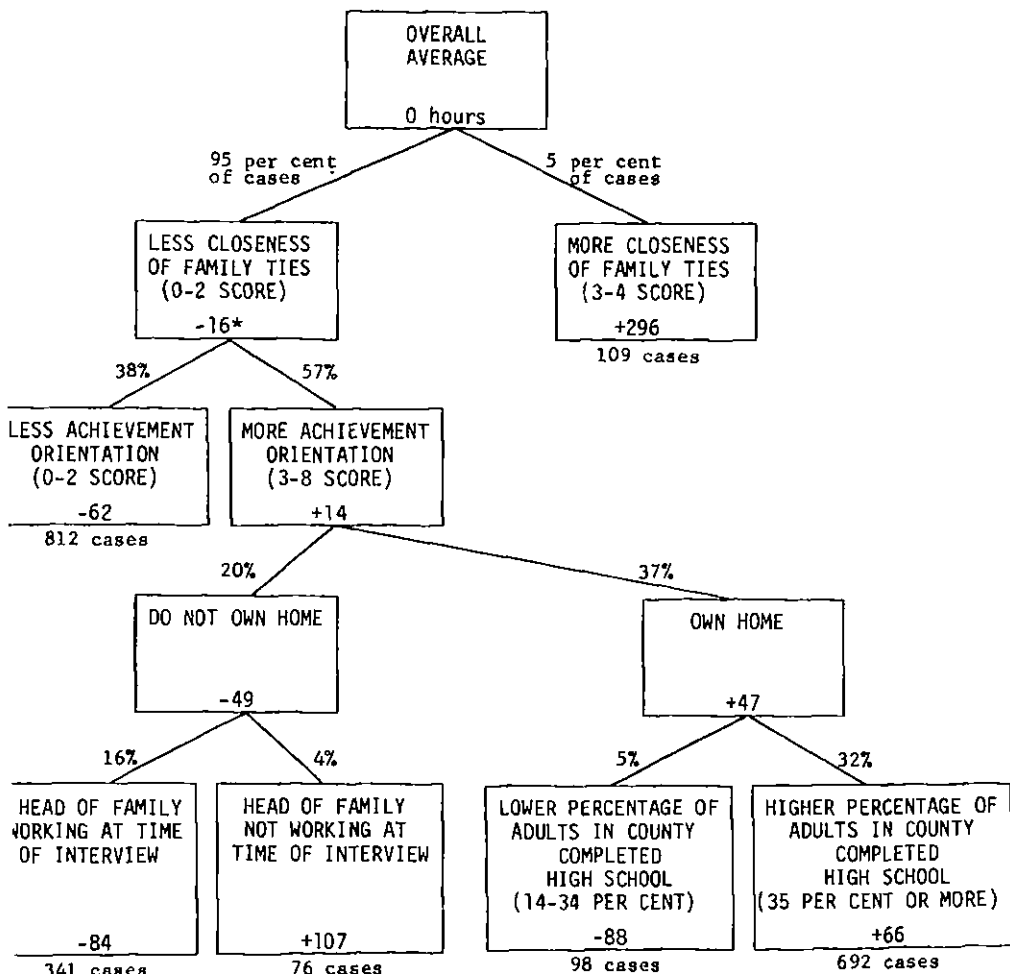 OVERALL
AVERAGE
0 hours
95 per cent
of cases
5 per cent
of cases
LESS CLOSENESS
OF FAMILY TIES
(0-2 SCORE)
-16*
MORE CLOSENESS
OF FAMILY TIES
(3-4 SCORE)
+296
109 cases
38%
57%
LESS ACHIEVEMENT
ORIENTATION
(0-2 SCORE)
-62
812 cases
MORE ACHIEVEMENT
ORIENTATION
(3-8 SCORE)
+14
20%
37%
DO NOT OWN HOME
-49
OWN HOME
+47
16%
4%
5%
32%
HEAD OF FAMILY
WORKING AT TIME
OF INTERVIEW
-84
341 cases
HEAD OF FAMILY
NOT WORKING AT
TIME OF INTERVIEW
+107
76 cases
LOWER PERCENTAGE OF
ADULTS IN COUNTY
COMPLETED
HIGH SCHOOL
(14-34 PER CENT)
-88
98 cases
HIGHER PERCENTAGE OF
ADULTS IN COUNTY
COMPLETED
HIGH SCHOOL
(35 PER CENT OR MORE)
+66
692 cases